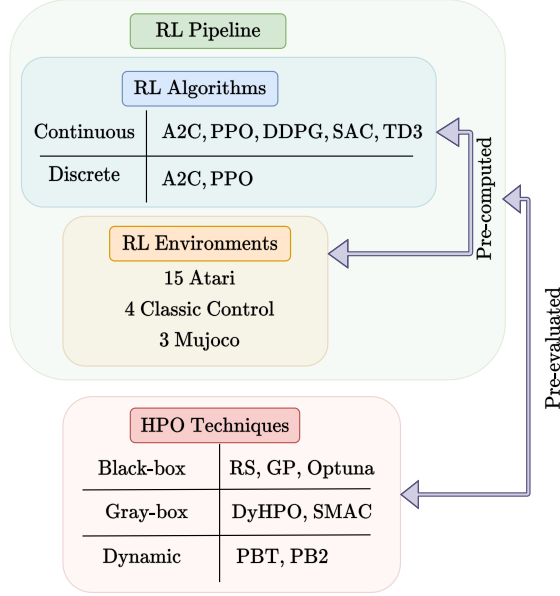 RL Pipeline
RL Algorithms
Continuous A2C, PPO, DDPG, SAC, TD3
Discrete A2C, PPO
Pre-computed
RL Environments
15 Atari
4 Classic Control
3 Mujoco
Pre-evaluated
HPO Techniques
Black-box RS, GP, Optuna
Gray-box DyHPO, SMAC
Dynamic PBT, PB2